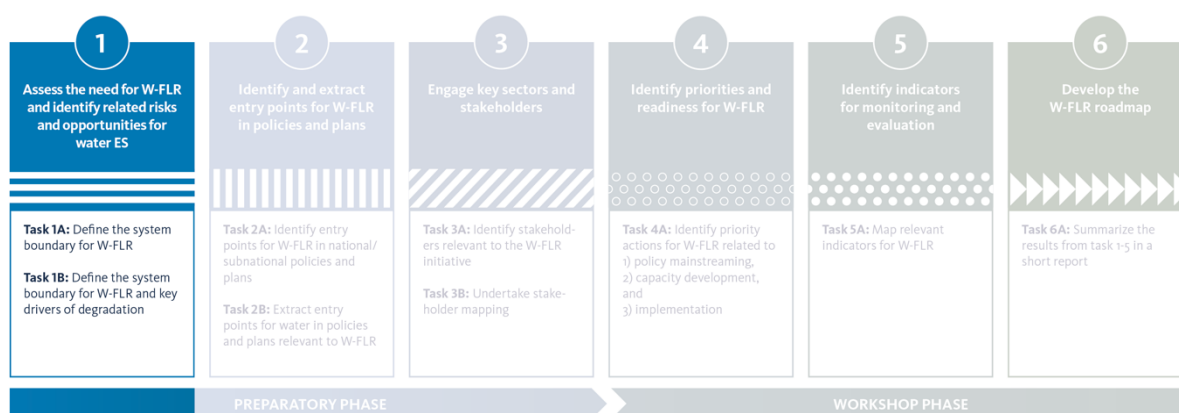 1
Assess the need for W-FLR
and identify related risks
and opportunities for
water ES
Task 1A: Define the system
boundary for W-FLR
Task 1B: Define the system
boundary for W-FLR and key
drivers of degradation
2
Identify and extract
entry points for W-FLR
in policies and plans
Task 2A: Identify entry
points for W-FLR in national/
subnational policies and
plans
Task 2B: Extract entry
points for water in policies
and plans relevant to W-FLR
3
Engage key sectors and
stakeholders
Task 3A: Identify stakehold-
ers relevant to the W-FLR
initiative
Task 3B: Undertake stake-
holder mapping
4
Identify priorities and
readiness for W-FLR
Task 4A: Identify priority
actions for W-FLR related to
1) policy mainstreaming,
2) capacity development,
and
3) implementation
5
Identify indicators
for monitoring and
evaluation
Task 5A: Map relevant
indicators for W-FLR
6
Develop the
W-FLR roadmap
Task 6A: Summarize the
results from task 1-5 in a
short report
PREPARATORY PHASE
WORKSHOP PHASE